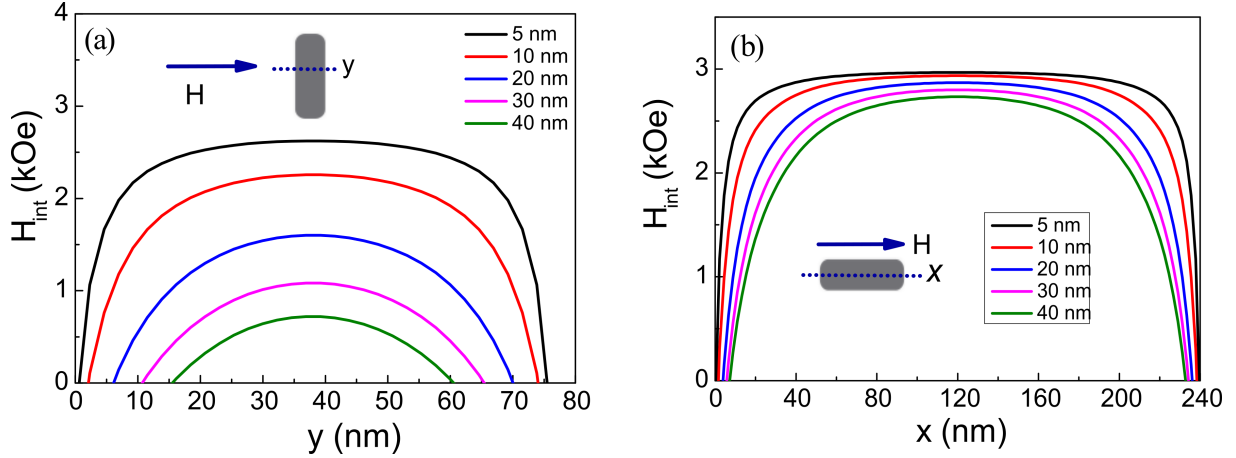 (a)
H
y
5 nm
10 nm
20 nm
30 nm
40 nm
H_int (kOe)
4
3
2
1
0
0 10 20 30 40 50 60 70 80
y (nm)
(b)
H_int (kOe)
3
2
1
0
H
x
5 nm
10 nm
20 nm
30 nm
40 nm
0 40 80 120 160 200 240
x (nm)